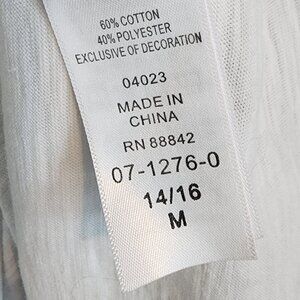 60% COTTON
40% POLYESTER
EXCLUSIVE OF DECORATION
04023
MADE IN
CHINA
RN 88842
07-1276-0
14/16
M